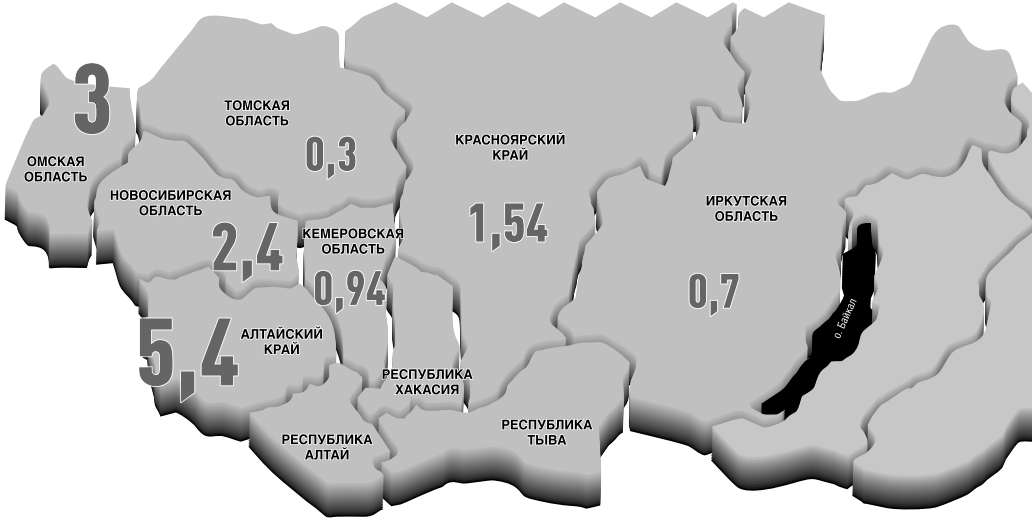 3
ОМСКАЯ
ОБЛАСТЬ
ТОМСКАЯ
ОБЛАСТЬ
0,3
НОВОСИБИРСКАЯ
ОБЛАСТЬ
2,4
КЕМЕРОВСКАЯ
ОБЛАСТЬ
0,94
КРАСНОЯРСКИЙ
КРАЙ
1,54
ИРКУТСКАЯ
ОБЛАСТЬ
0,7
о. Байкал
5,4
АЛТАЙСКИЙ
КРАЙ
РЕСПУБЛИКА
ХАКАСИЯ
РЕСПУБЛИКА
АЛТАЙ
РЕСПУБЛИКА
ТЫВА